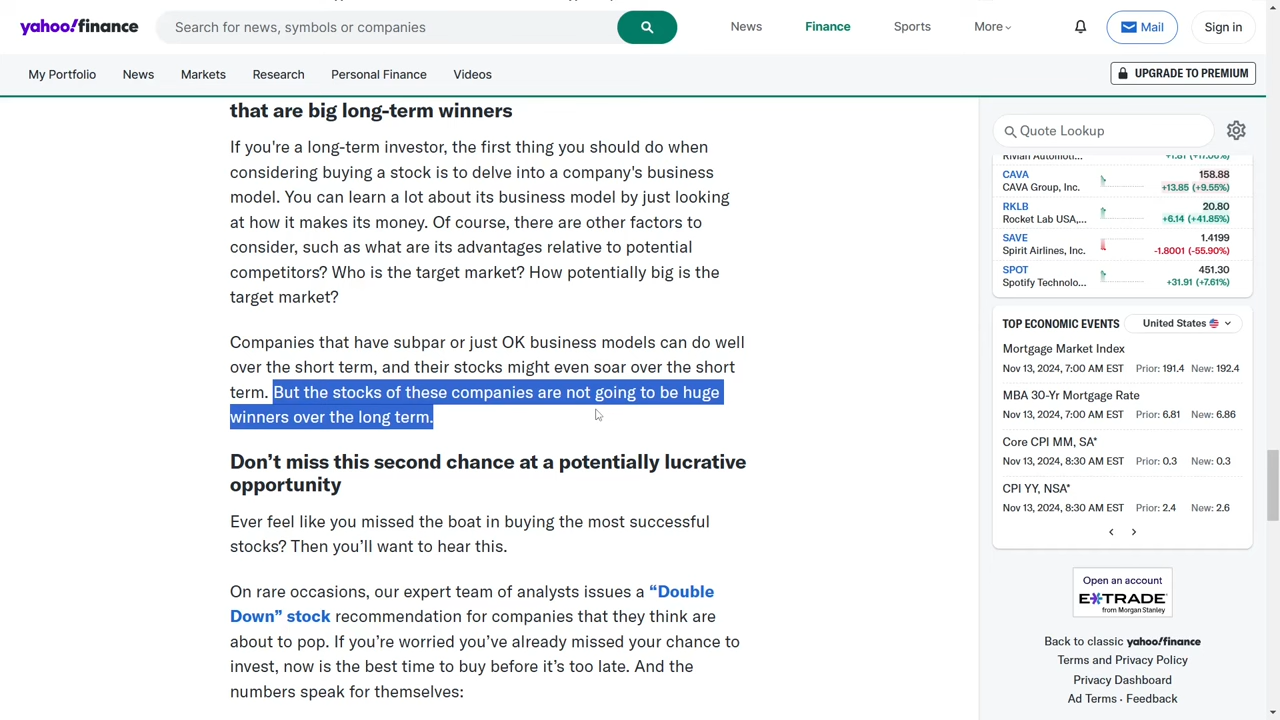 yahoo!finance
Search for news, symbols or companies
News
Finance
Sports
More
Mail
Sign in
My Portfolio
News
Markets
Research
Personal Finance
Videos
UPGRADE TO PREMIUM
that are big long-term winners
If you're a long-term investor, the first thing you should do when
considering buying a stock is to delve into a company's business
model. You can learn a lot about its business model by just looking
at how it makes its money. Of course, there are other factors to
consider, such as what are its advantages relative to potential
competitors? Who is the target market? How potentially big is the
target market?
Companies that have subpar or just OK business models can do well
over the short term, and their stocks might even soar over the short
term. But the stocks of these companies are not going to be huge
winners over the long term.
Don’t miss this second chance at a potentially lucrative
opportunity
Ever feel like you missed the boat in buying the most successful
stocks? Then you’ll want to hear this.
On rare occasions, our expert team of analysts issues a “Double
Down” stock recommendation for companies that they think are
about to pop. If you’re worried you’ve already missed your chance to
invest, now is the best time to buy before it’s too late. And the
numbers speak for themselves:
Quote Lookup
Rivian Automoti...
CAVA 158.88
CAVA Group, Inc. +13.85 (+9.55%)
RKLB 20.80
Rocket Lab USA,... +6.14 (+41.85%)
SAVE 1.4199
Spirit Airlines, Inc. -1.8001 (-55.90%)
SPOT 451.30
Spotify Technolo... +31.91 (+7.61%)
TOP ECONOMIC EVENTS United States
Mortgage Market Index
Nov 13, 2024, 7:00 AM EST Prior: 191.4 New: 192.4
MBA 30-Yr Mortgage Rate
Nov 13, 2024, 7:00 AM EST Prior: 6.81 New: 6.86
Core CPI MM, SA*
Nov 13, 2024, 8:30 AM EST Prior: 0.3 New: 0.3
CPI YY, NSA*
Nov 13, 2024, 8:30 AM EST Prior: 2.4 New: 2.6
Open an account
E*TRADE
from Morgan Stanley
Back to classic yahoo!finance
Terms and Privacy Policy
Privacy Dashboard
Ad Terms · Feedback